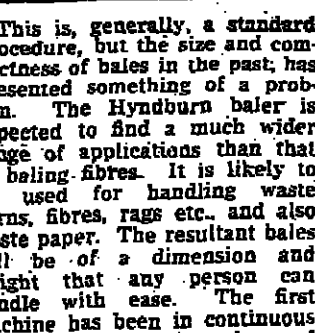 This is, generally, a standard
ocedure, but the size and com-
ctness of bales in the past, has
esented something of a prob-
m. The Hyndburn baler is
pected to find a much wider
nge of applications than that
baling fibres. It is likely to
used for handling waste
rns, fibres, rags etc., and also
ste paper. The resultant bales
ll be of a dimension and
ight that any person can
ndle with ease. The first
chine has been in continuous